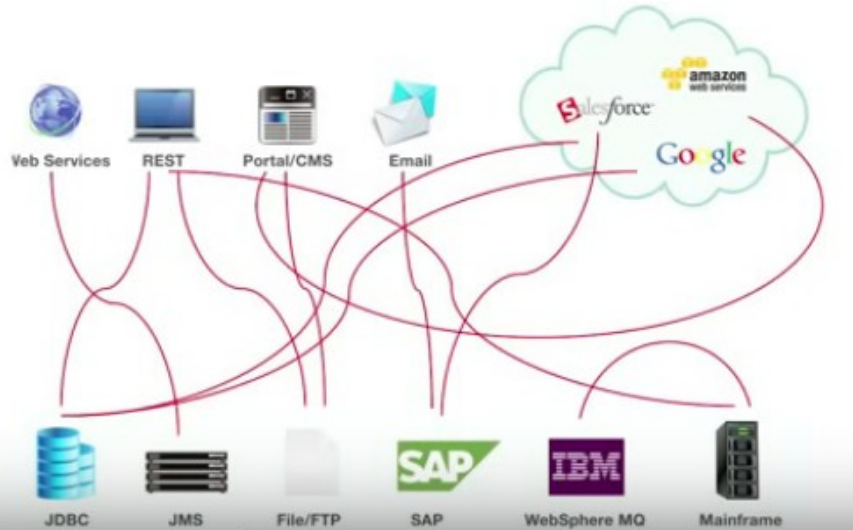 amazon
web services
salesforce
Google
Web Services
REST
Portal/CMS
Email
SAP
IBM
JDBC
JMS
File/FTP
SAP
WebSphere MQ
Mainframe